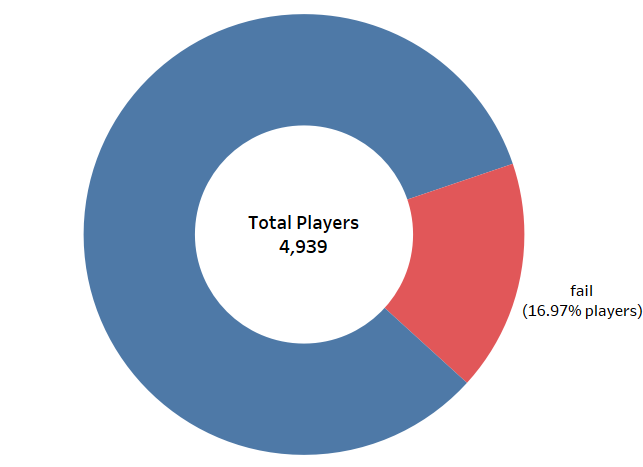 Total Players
4,939
fail
(16.97% players)